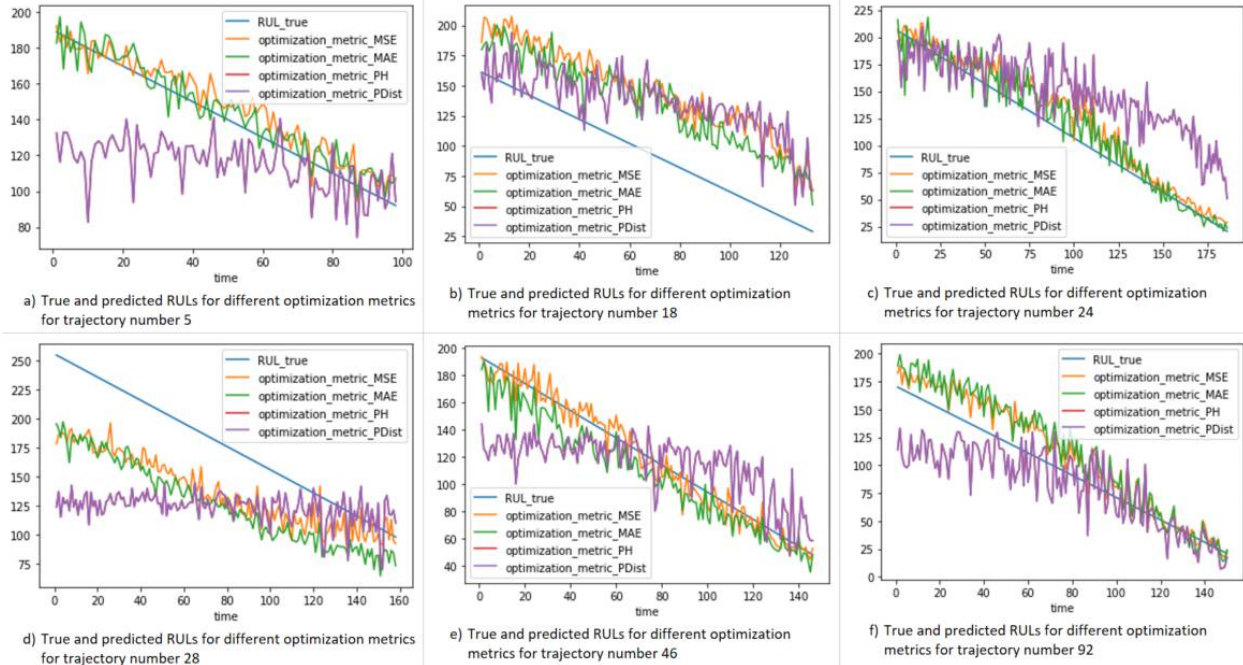 200
180
160
140
120
100
80
0
20
40
60
80
100
time
RUL_true
optimization_metric_MSE
optimization_metric_MAE
optimization_metric_PH
optimization_metric_PDist
a) True and predicted RULs for different optimization metrics
for trajectory number 5
200
175
150
125
100
75
50
25
0
20
40
60
80
100
120
time
RUL_true
optimization_metric_MSE
optimization_metric_MAE
optimization_metric_PH
optimization_metric_PDist
b) True and predicted RULs for different optimization
metrics for trajectory number 18
225
200
175
150
125
100
75
50
25
0
25
50
75
100
125
150
175
time
RUL_true
optimization_metric_MSE
optimization_metric_MAE
optimization_metric_PH
optimization_metric_PDist
c) True and predicted RULs for different optimization
metrics for trajectory number 24
250
225
200
175
150
125
100
75
0
20
40
60
80
100
120
140
160
time
RUL_true
optimization_metric_MSE
optimization_metric_MAE
optimization_metric_PH
optimization_metric_PDist
d) True and predicted RULs for different optimization metrics
for trajectory number 28
200
180
160
140
120
100
80
60
40
0
20
40
60
80
100
120
140
time
RUL_true
optimization_metric_MSE
optimization_metric_MAE
optimization_metric_PH
optimization_metric_PDist
e) True and predicted RULs for different optimization
metrics for trajectory number 46
200
175
150
125
100
75
50
25
0
0
20
40
60
80
100
120
140
time
RUL_true
optimization_metric_MSE
optimization_metric_MAE
optimization_metric_PH
optimization_metric_PDist
f) True and predicted RULs for different optimization
metrics for trajectory number 92